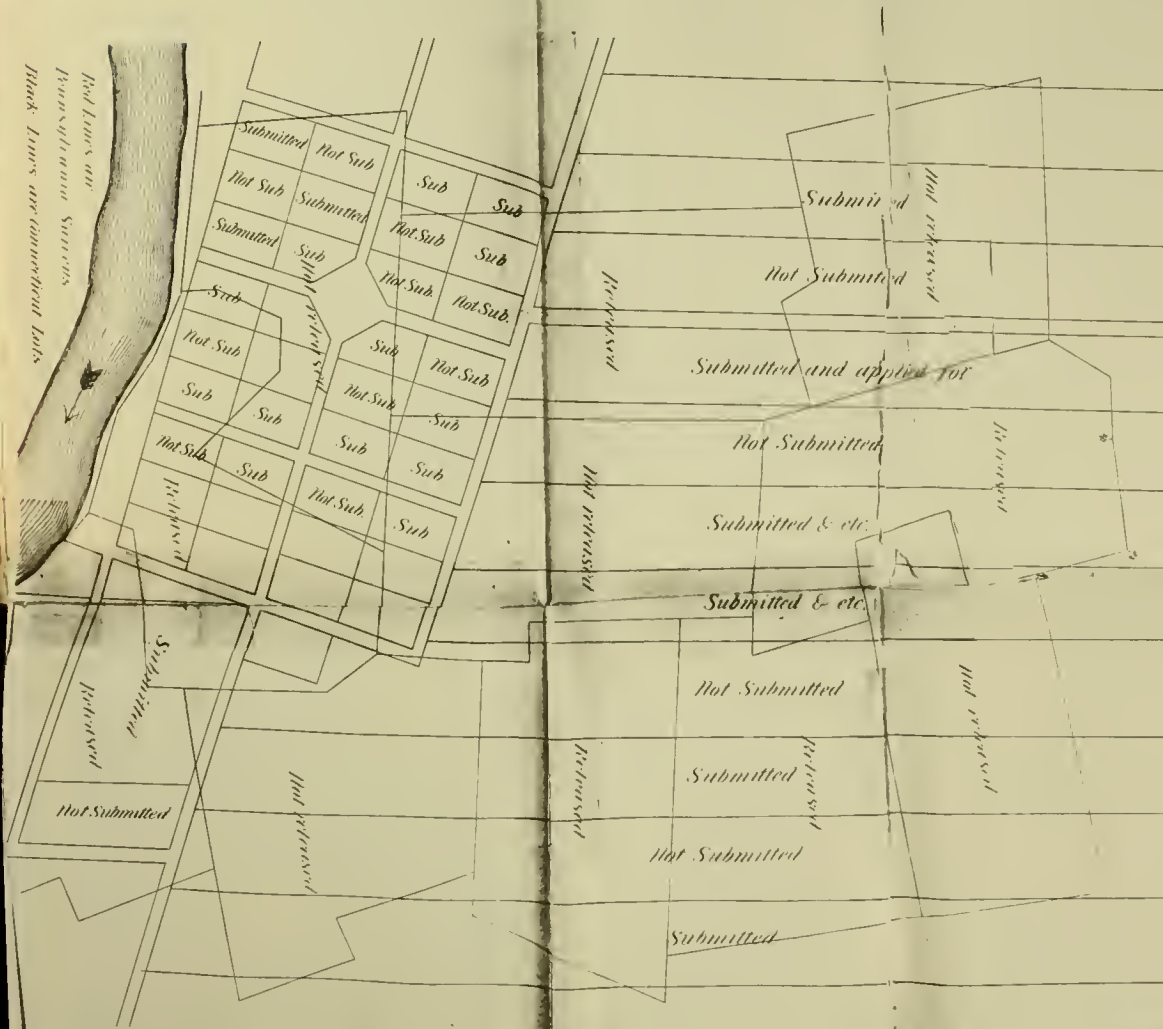 Red Lines are
Pennsylvania Surveys
Black Lines are Connecticut Lots
Submitted
Not Sub
Not Sub
Submitted
Submitted
Sub
Not released
Sub
Sub
Not Sub
Sub
Not Sub.
Not Sub.
Sub
Not Sub
Sub
Sub
Not Sub
Sub
Released
Sub
Not Sub
Not Sub
Sub
Sub
Sub
Not Sub.
Sub
Released
Submitted
Not released
Not Submitted
Submitted and applied for
Not Submitted
Released
Not released
Submitted & etc.
A
Submitted & etc.
Submitted
Released
Not Submitted
Not released
Released
Not Submitted
Submitted
Released
Not released
Not Submitted
Submitted